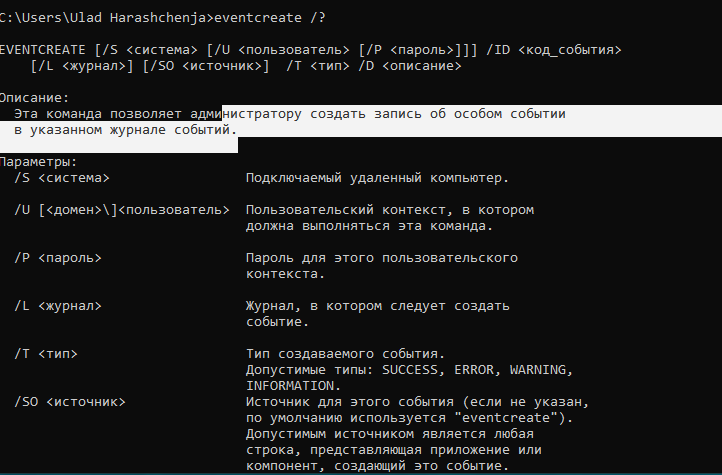 C:\Users\Ulad Harashchenja>eventcreate /?
EVENTCREATE [/S <система> [/U <пользователь> [/P <пароль>]]] /ID <код_события>
[/L <журнал>] [/SO <источник>]  /T <тип> /D <описание>
Описание:
Эта команда позволяет администратору создать запись об особом событии
в указанном журнале событий.
Параметры:
/S <система> Подключаемый удаленный компьютер.
/U [<домен>\]<пользователь> Пользовательский контекст, в котором
должна выполняться эта команда.
/P <пароль> Пароль для этого пользовательского
контекста.
/L <журнал> Журнал, в котором следует создать
событие.
/T <тип> Тип создаваемого события.
Допустимые типы: SUCCESS, ERROR, WARNING,
INFORMATION.
/SO <источник> Источник для этого события (если не указан,
по умолчанию используется "eventcreate").
Допустимым источником является любая
строка, представляющая приложение или
компонент, создающий это событие.